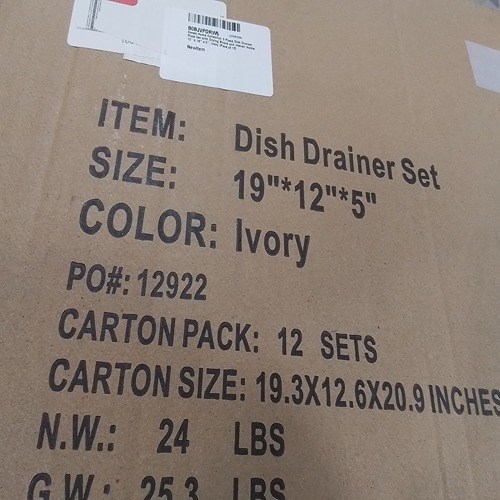 ITEM: Dish Drainer Set
SIZE: 19"*12"*5"
COLOR: Ivory
PO#: 12922
CARTON PACK: 12 SETS
CARTON SIZE: 19.3X12.6X20.9 INCHES
N.W.: 24 LBS
G.W.: 25.3 LBS